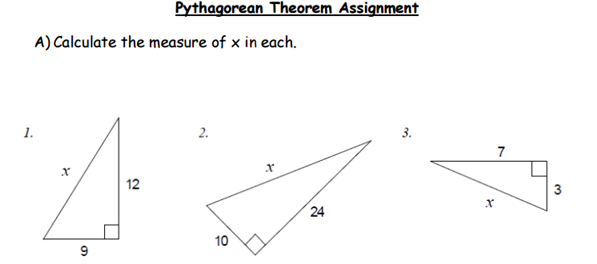 Pythagorean Theorem Assignment
A) Calculate the measure of x in each.
1.
x
12
9
2.
x
24
10
3.
7
3
x